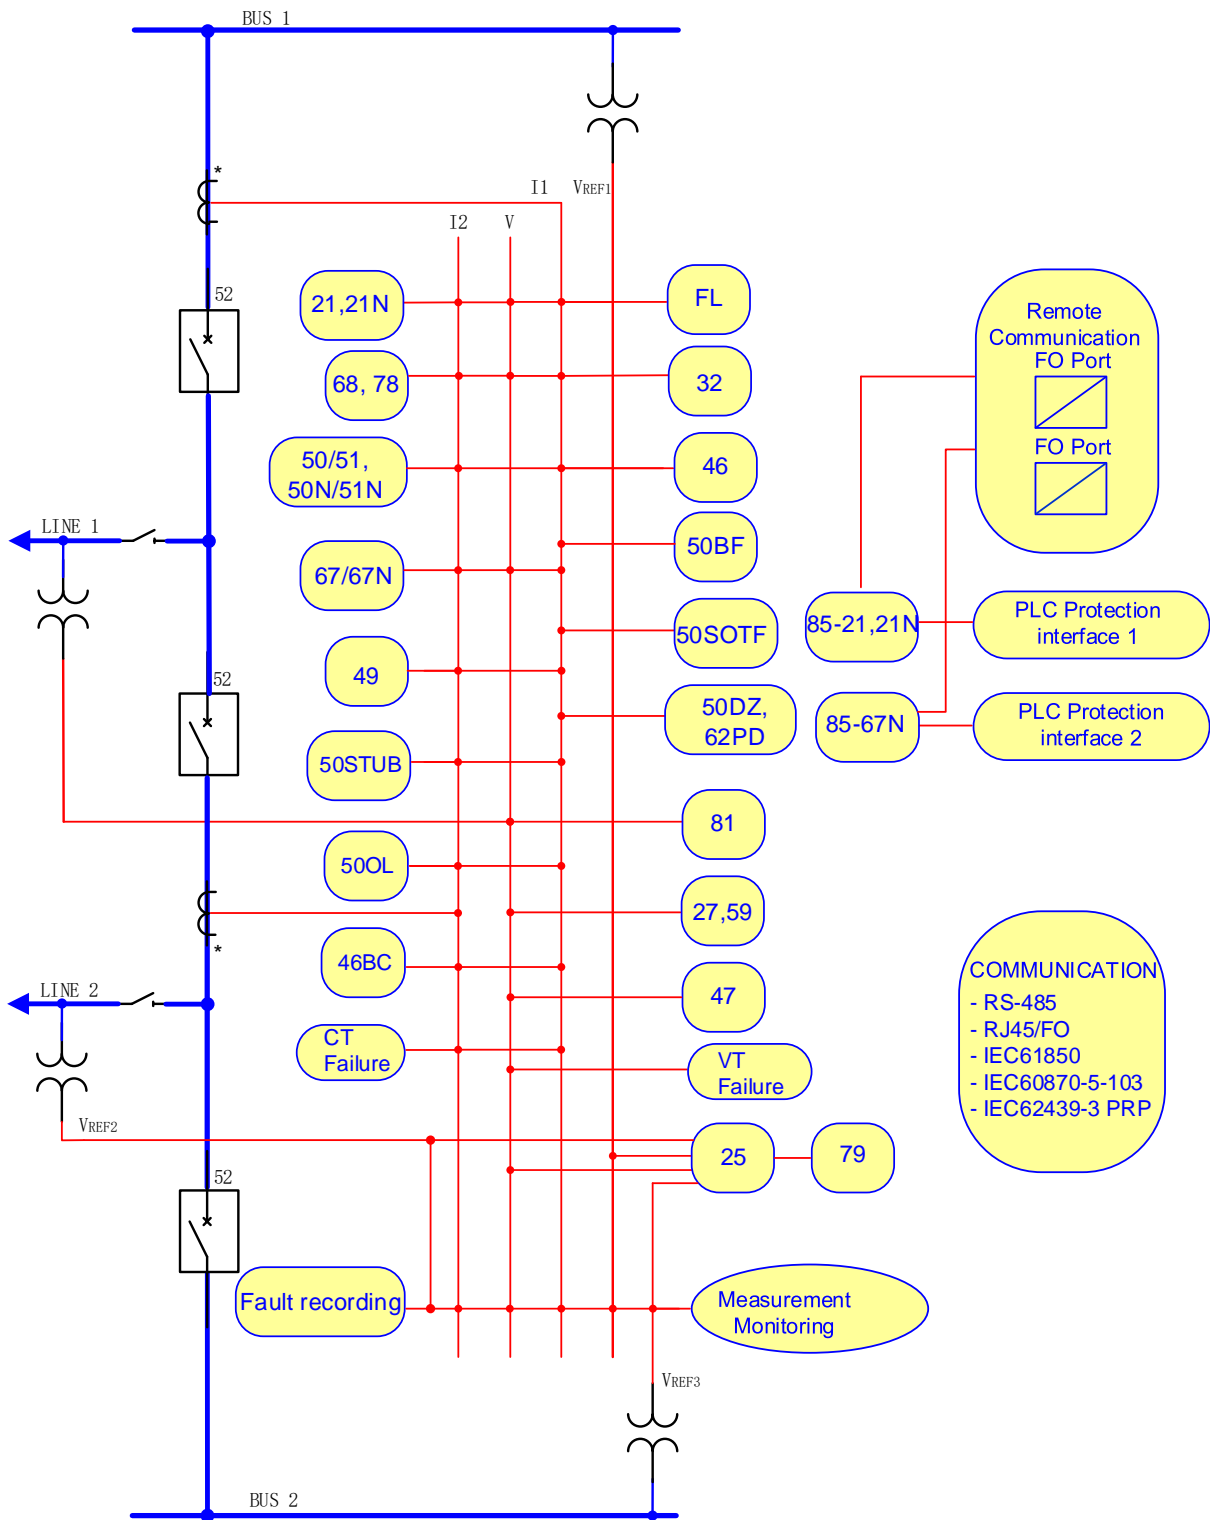 BUS 1
*
I1
VREF1
I2
V
52
21,21N
FL
Remote
Communication
FO Port
FO Port
68, 78
32
50/51,
50N/51N
46
LINE 1
50BF
67/67N
50SOTF
85-21,21N
PLC Protection
interface 1
52
49
50DZ,
62PD
85-67N
PLC Protection
interface 2
50STUB
81
50OL
27,59
*
46BC
COMMUNICATION
- RS-485
- RJ45/FO
- IEC61850
- IEC60870-5-103
- IEC62439-3 PRP
LINE 2
47
CT
Failure
VT
Failure
VREF2
25
79
52
Fault recording
Measurement
Monitoring
VREF3
BUS 2